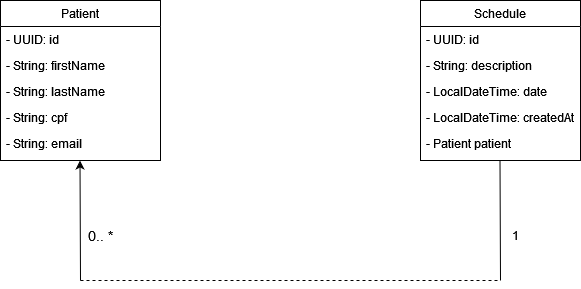 Patient
- UUID: id
- String: firstName
- String: lastName
- String: cpf
- String: email
Schedule
- UUID: id
- String: description
- LocalDateTime: date
- LocalDateTime: createdAt
- Patient patient
0.. *
1